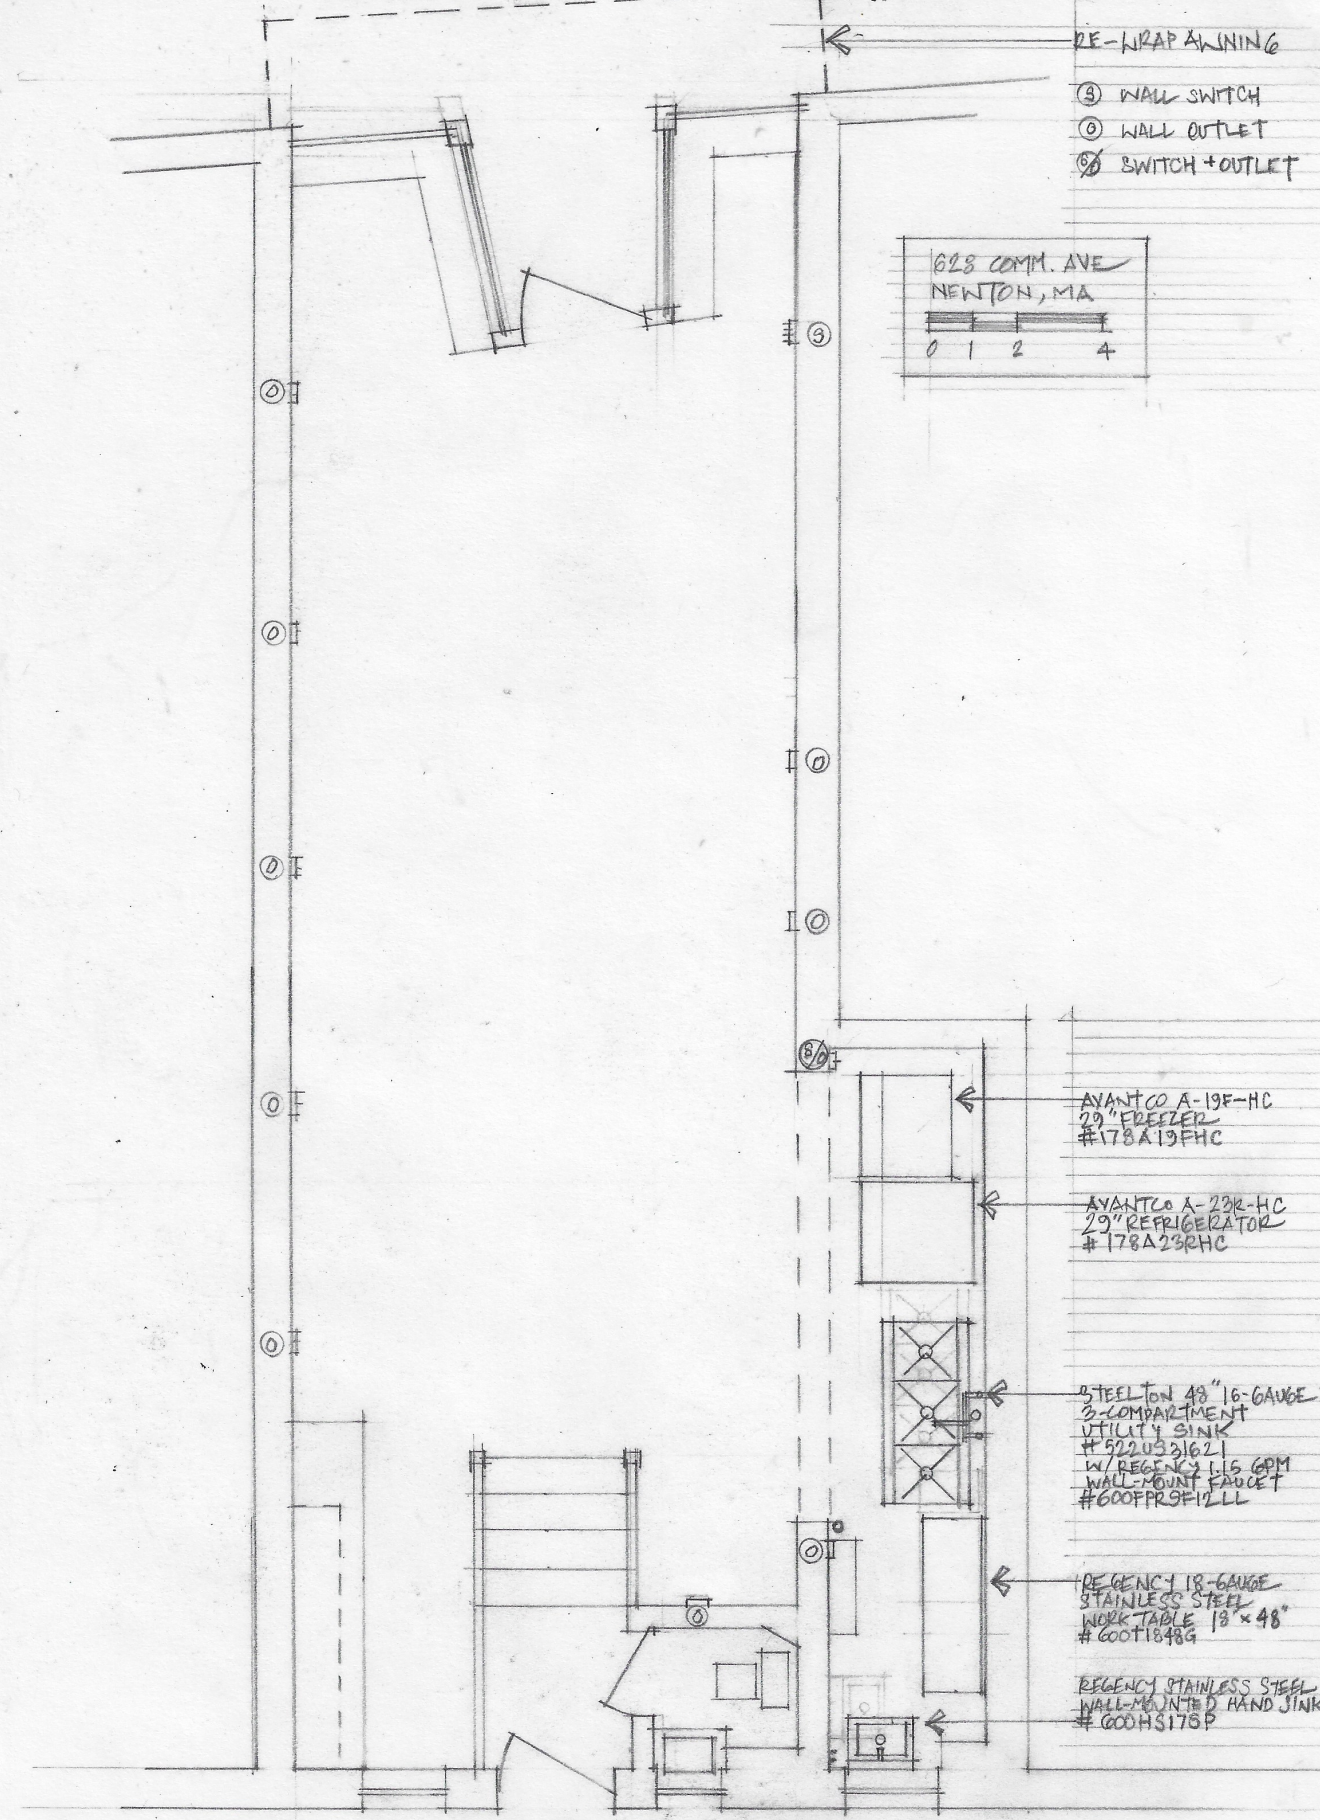 RE-WRAP AWNING
S WALL SWITCH
O WALL OUTLET
S/O SWITCH + OUTLET
623 COMM. AVE
NEWTON, MA
0 1 2 4
S
O
O
O
O
O
O
S/O
O
O
AVANTCO A-19F-HC
29" FREEZER
#178A19FHC
AVANTCO A-23R-HC
29" REFRIGERATOR
#178A23RHC
STEELTON 48" 16-GAUGE
3-COMPARTMENT
UTILITY SINK
#522US31621
W/ REGENCY 1.15 GPM
WALL-MOUNT FAUCET
#600FPRSF12LL
O
REGENCY 18-GAUGE
STAINLESS STEEL
WORK TABLE 18" x 48"
#600T1848G
O
REGENCY STAINLESS STEEL
WALL-MOUNTED HAND SINK
#600HS17SP